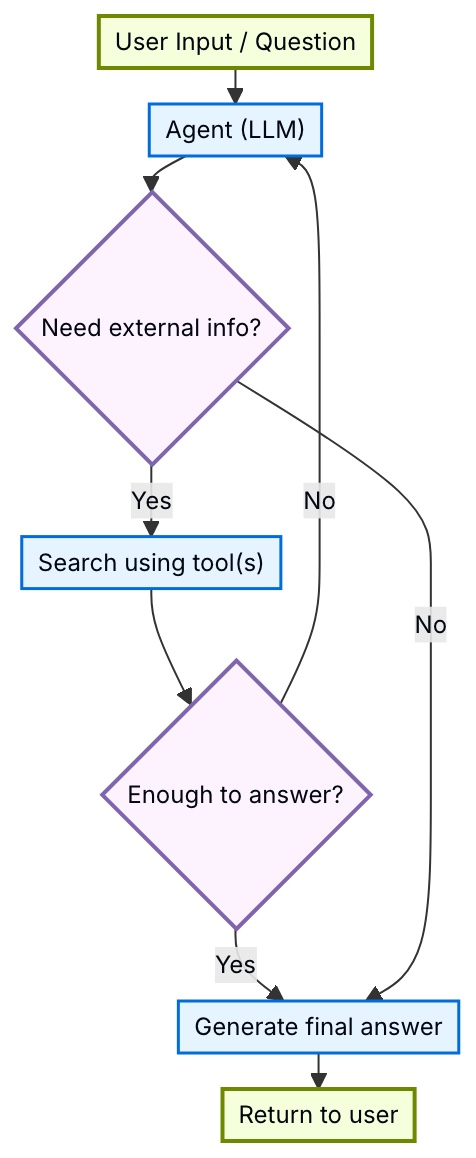 User Input / Question
Agent (LLM)
Need external info?
Yes
No
Search using tool(s)
No
Enough to answer?
Yes
Generate final answer
Return to user